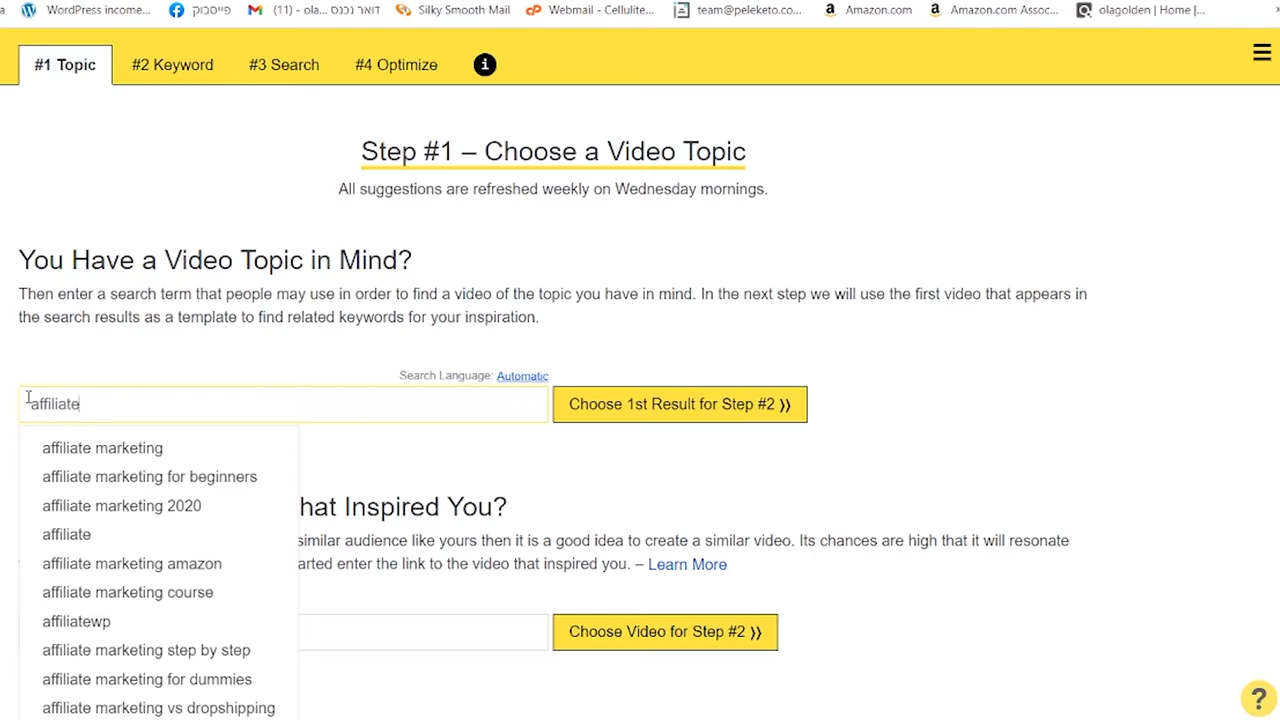 WordPress income...
פייסבוק
דואר נכנס (11) - ola...
Silky Smooth Mail
Webmail - Cellulite...
team@peleketo.co...
Amazon.com
Amazon.com Assoc...
olagolden | Home |...
#1 Topic
#2 Keyword
#3 Search
#4 Optimize
i
Step #1 – Choose a Video Topic
All suggestions are refreshed weekly on Wednesday mornings.
You Have a Video Topic in Mind?
Then enter a search term that people may use in order to find a video of the topic you have in mind. In the next step we will use the first video that appears in
the search results as a template to find related keywords for your inspiration.
Search Language: Automatic
affiliate
Choose 1st Result for Step #2 ⟩⟩
affiliate marketing
affiliate marketing for beginners
affiliate marketing 2020
affiliate
affiliate marketing amazon
affiliate marketing course
affiliatewp
affiliate marketing step by step
affiliate marketing for dummies
affiliate marketing vs dropshipping
hat Inspired You?
similar audience like yours then it is a good idea to create a similar video. Its chances are high that it will resonate
arted enter the link to the video that inspired you. – Learn More
Choose Video for Step #2 ⟩⟩
?